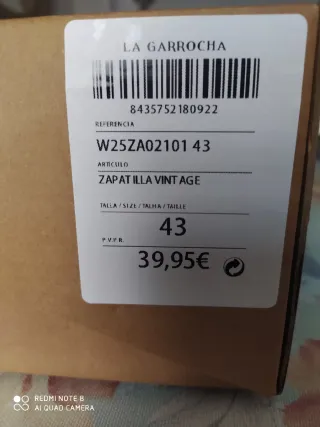 LA GARROCHA
8435752180922
REFERENCIA
W25ZA02101 43
ARTICULO
ZAPATILLA VINTAGE
TALLA / SIZE / TALHA / TAILLE
43
P.V.P.R.
39,95€
REDMI NOTE 8
AI QUAD CAMERA